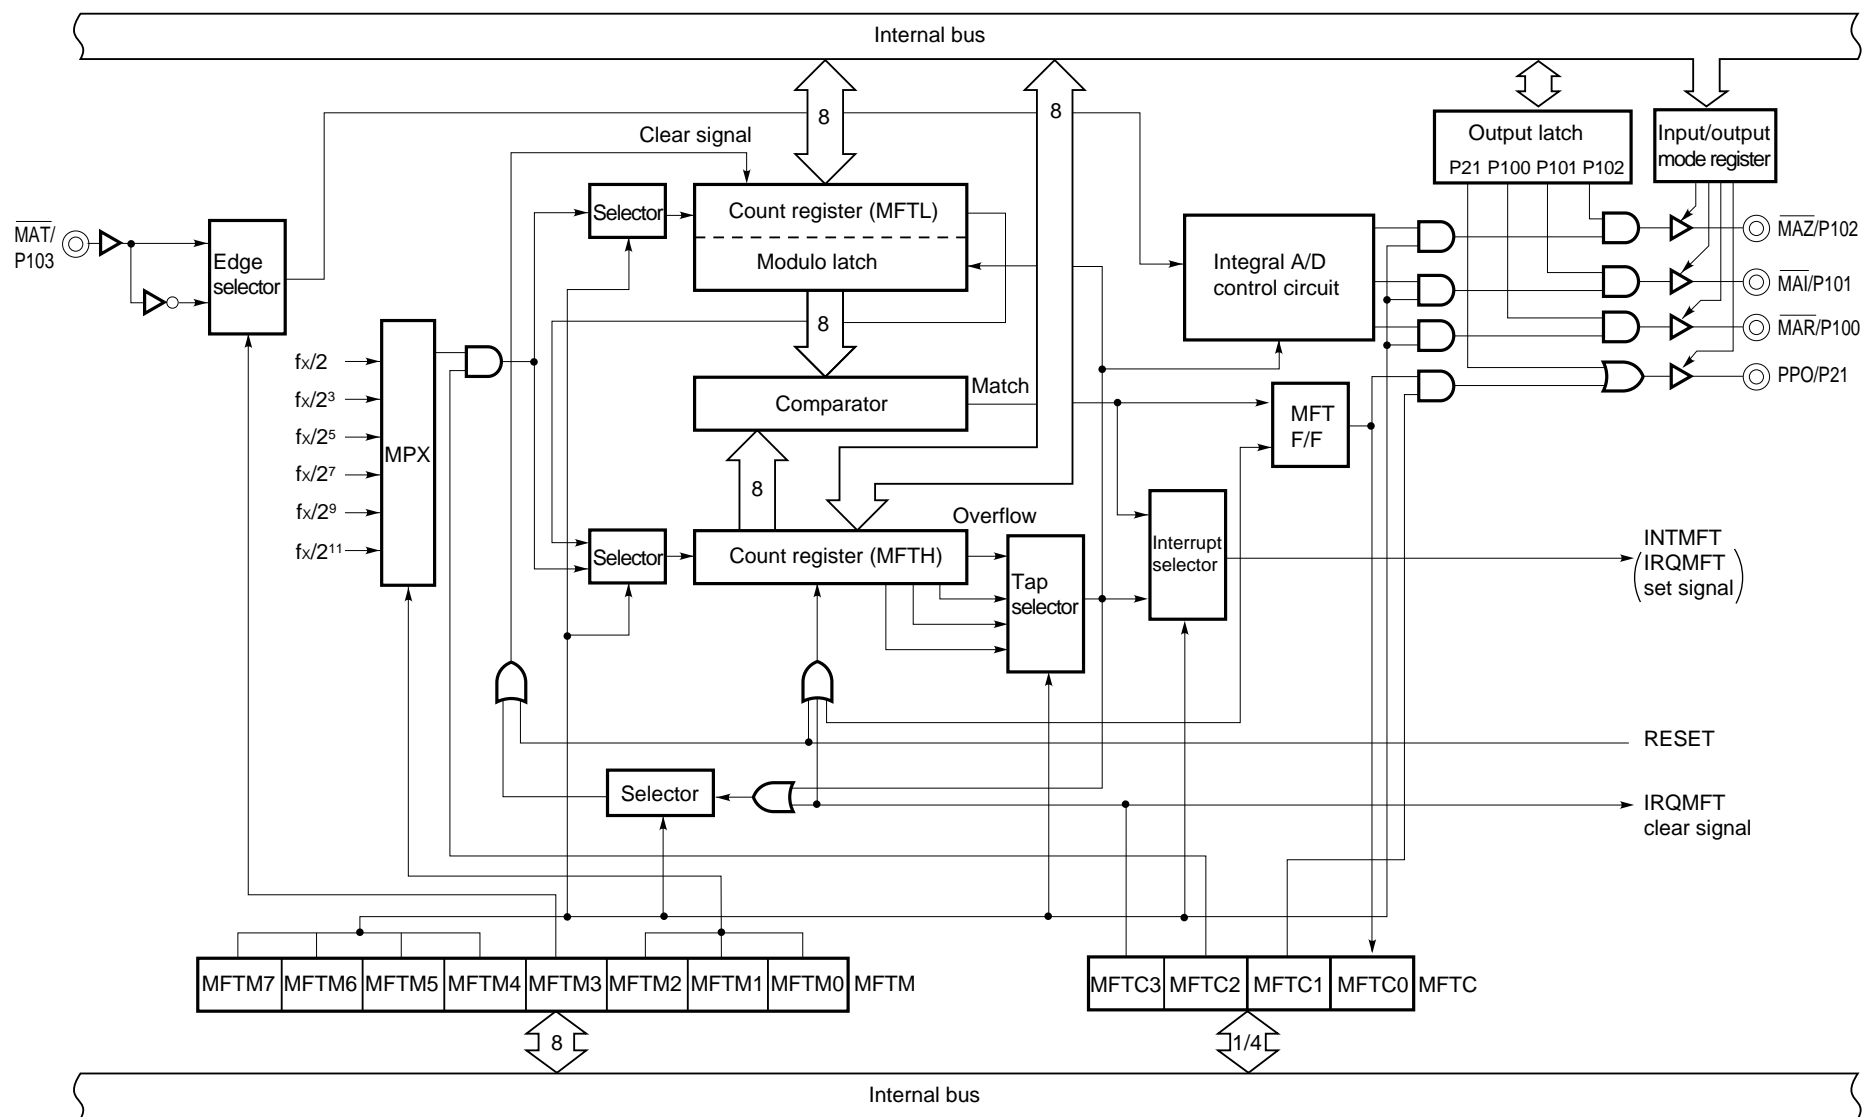 Internal bus
8
8
Clear signal
Output latch
P21 P100 P101 P102
Input/output
mode register
MAT/
P103
Edge
selector
Selector
Count register (MFTL)
Modulo latch
Integral A/D
control circuit
MAZ/P102
MAI/P101
MAR/P100
PPO/P21
8
fx/2
fx/2³
fx/2⁵
fx/2⁷
fx/2⁹
fx/2¹¹
MPX
Comparator
Match
MFT
F/F
8
Selector
Count register (MFTH)
Overflow
Tap
selector
Interrupt
selector
INTMFT
(IRQMFT
set signal)
RESET
Selector
IRQMFT
clear signal
MFTM7 MFTM6 MFTM5 MFTM4 MFTM3 MFTM2 MFTM1 MFTM0 MFTM
MFTC3 MFTC2 MFTC1 MFTC0 MFTC
8
1/4
Internal bus